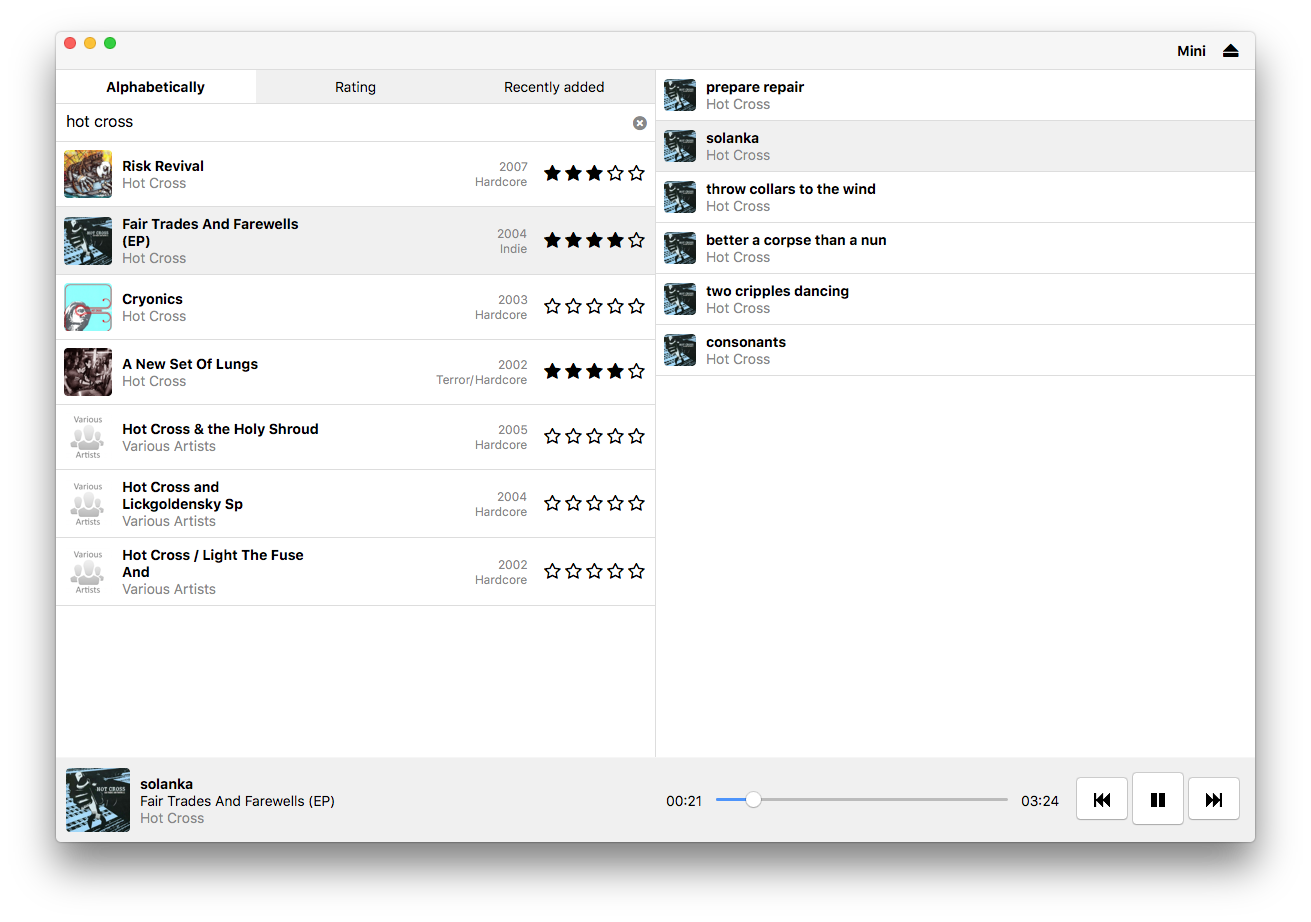 Mini
Alphabetically
Rating
Recently added
hot cross
Risk Revival
Hot Cross
2007
Hardcore
Fair Trades And Farewells
(EP)
Hot Cross
2004
Indie
Cryonics
Hot Cross
2003
Hardcore
A New Set Of Lungs
Hot Cross
2002
Terror/Hardcore
Various
Artists
Hot Cross & the Holy Shroud
Various Artists
2005
Hardcore
Various
Artists
Hot Cross and
Lickgoldensky Sp
Various Artists
2004
Hardcore
Various
Artists
Hot Cross / Light The Fuse
And
Various Artists
2002
Hardcore
prepare repair
Hot Cross
solanka
Hot Cross
throw collars to the wind
Hot Cross
better a corpse than a nun
Hot Cross
two cripples dancing
Hot Cross
consonants
Hot Cross
HOT CROSS
solanka
Fair Trades And Farewells (EP)
Hot Cross
00:21
03:24